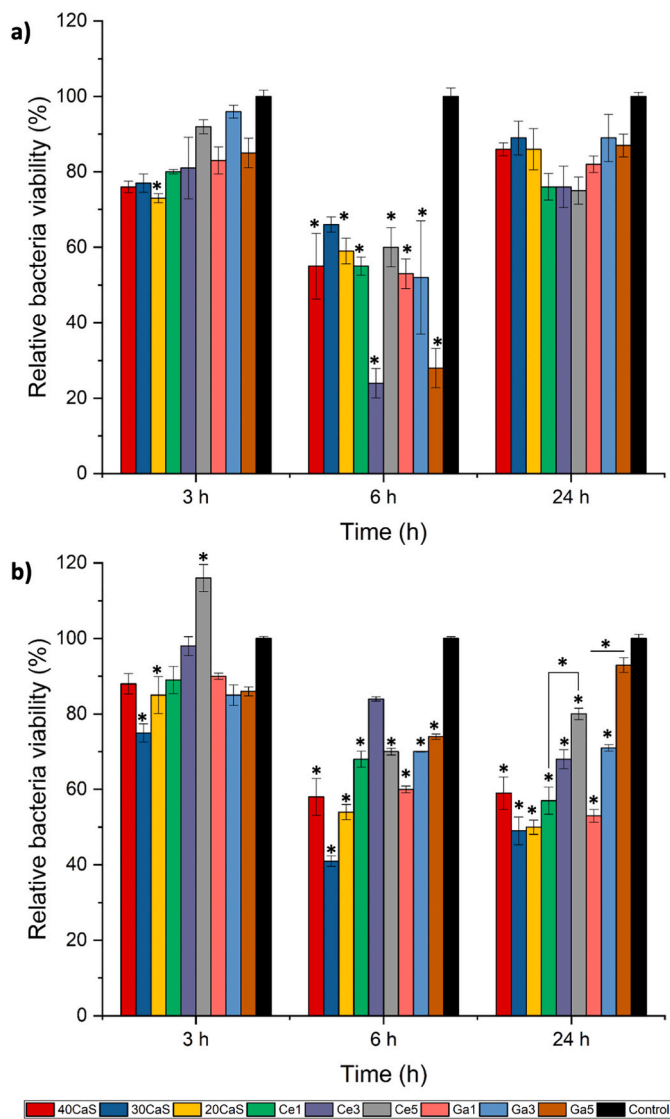 a)
120
100
80
60
40
20
0
Relative bacteria viability (%)
*
* * * * * * * *
3 h 6 h 24 h
Time (h)
b)
120
100
80
60
40
20
0
Relative bacteria viability (%)
* * *
* * * * * * *
* * * * * * * * *
3 h 6 h 24 h
Time (h)
40CaS 30CaS 20CaS Ce1 Ce3 Ce5 Ga1 Ga3 Ga5 Control